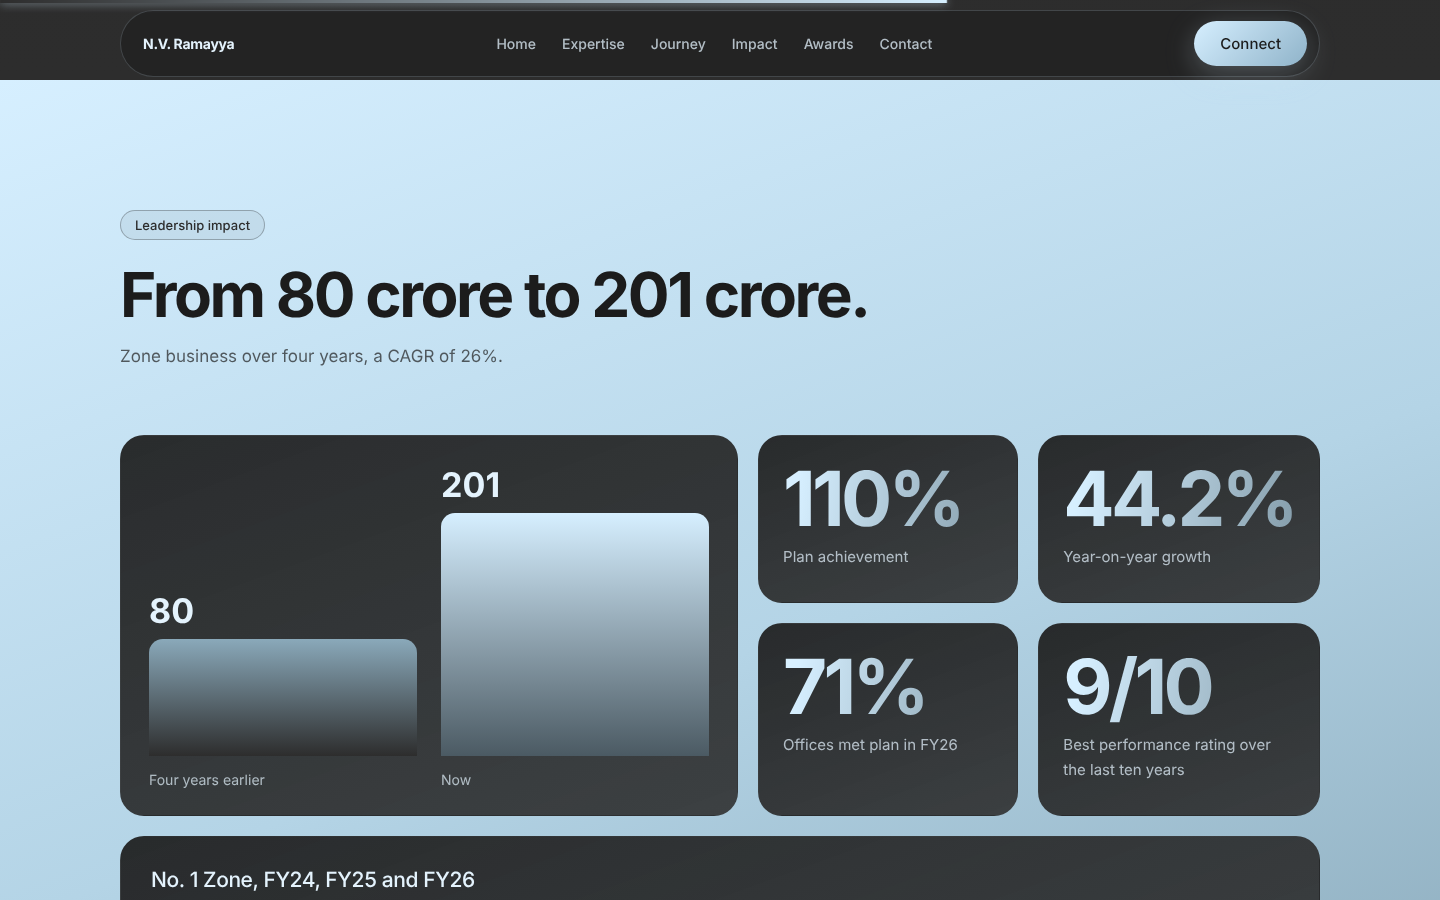 N.V. Ramayya
Home
Expertise
Journey
Impact
Awards
Contact
Connect
Leadership impact
From 80 crore to 201 crore.
Zone business over four years, a CAGR of 26%.
80
Four years earlier
201
Now
110%
Plan achievement
44.2%
Year-on-year growth
71%
Offices met plan in FY26
9/10
Best performance rating over
the last ten years
No. 1 Zone, FY24, FY25 and FY26